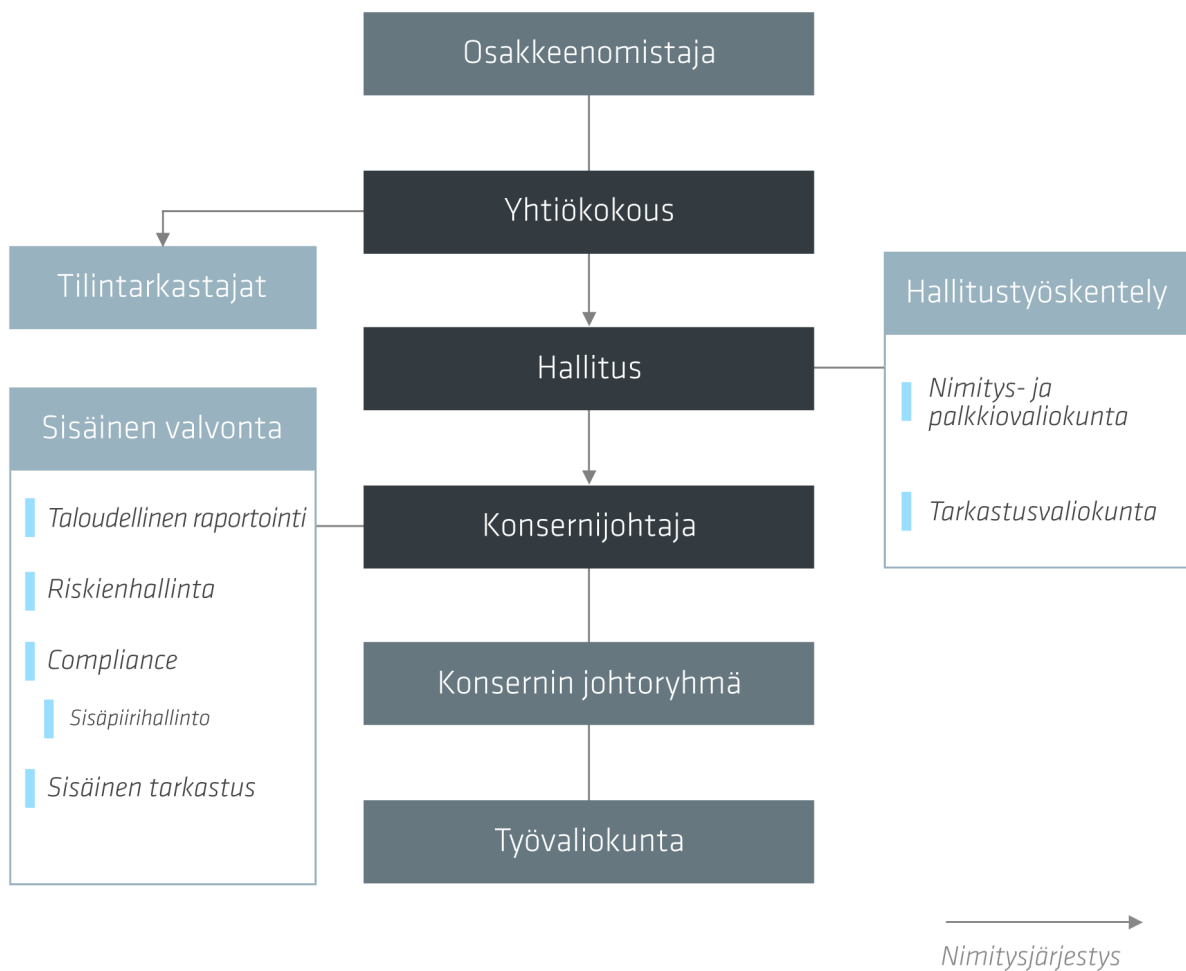 Osakkeenomistaja
Yhtiökokous
Tilintarkastajat
Hallitustyöskentely
Hallitus
Nimitys- ja
palkkiovaliokunta
Tarkastusvaliokunta
Sisäinen valvonta
Taloudellinen raportointi
Riskienhallinta
Compliance
Sisäpiirihallinto
Sisäinen tarkastus
Konsernijohtaja
Konsernin johtoryhmä
Työvaliokunta
Nimitysjärjestys